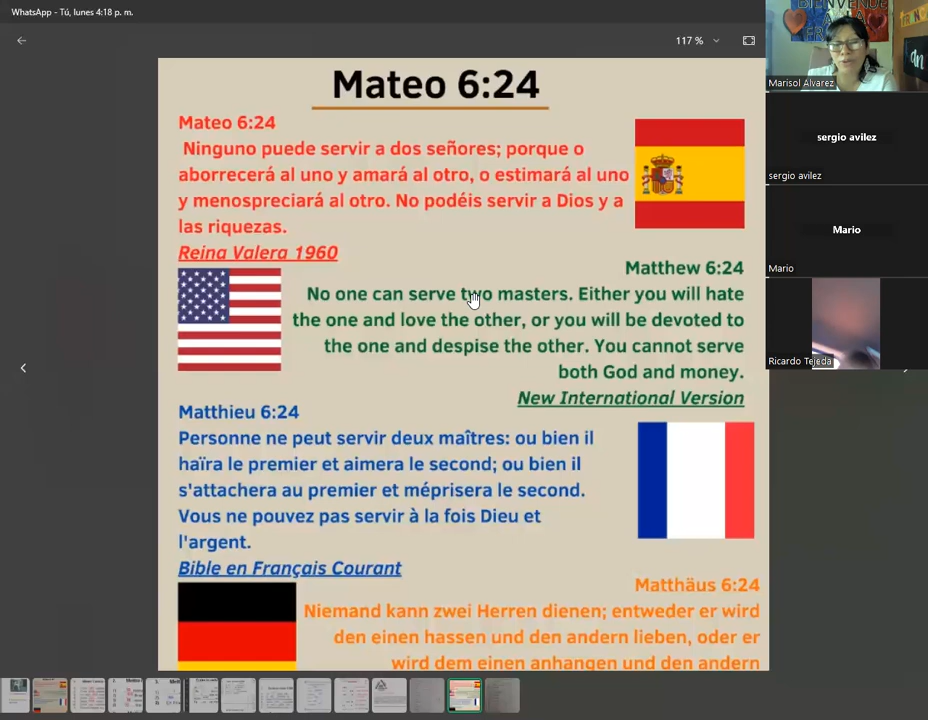 WhatsApp - Tú, lunes 4:18 p. m.
117 %
Mateo 6:24
Mateo 6:24
Ninguno puede servir a dos señores; porque o
aborrecerá al uno y amará al otro, o estimará al uno
y menospreciará al otro. No podéis servir a Dios y a
las riquezas.
Reina Valera 1960
Matthew 6:24
No one can serve two masters. Either you will hate
the one and love the other, or you will be devoted to
the one and despise the other. You cannot serve
both God and money.
New International Version
Matthieu 6:24
Personne ne peut servir deux maîtres: ou bien il
haïra le premier et aimera le second; ou bien il
s'attachera au premier et méprisera le second.
Vous ne pouvez pas servir à la fois Dieu et
l'argent.
Bible en Français Courant
Matthäus 6:24
Niemand kann zwei Herren dienen; entweder er wird
den einen hassen und den andern lieben, oder er
wird dem einen anhangen und den andern
Marisol Álvarez
sergio avilez
sergio avilez
Mario
Mario
Ricardo Tejeda